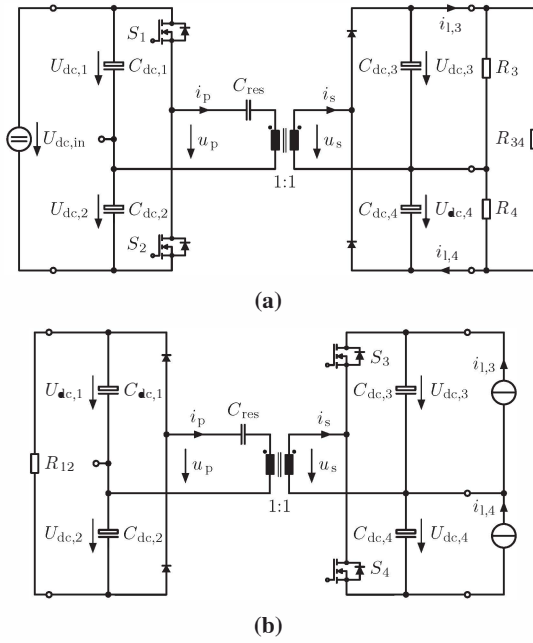 S1
il,3
Udc,1 Cdc,1 Cdc,3 Udc,3 R3
Cres
ip is
Udc,in up us R34
1:1
Udc,2 Cdc,2 Cdc,4 Udc,4 R4
S2
il,4
(a)
S3
Udc,1 Cdc,1 Cdc,3 Udc,3 il,3
Cres
ip is
R12 up us
1:1
il,4
Udc,2 Cdc,2 Cdc,4 Udc,4
S4
(b)